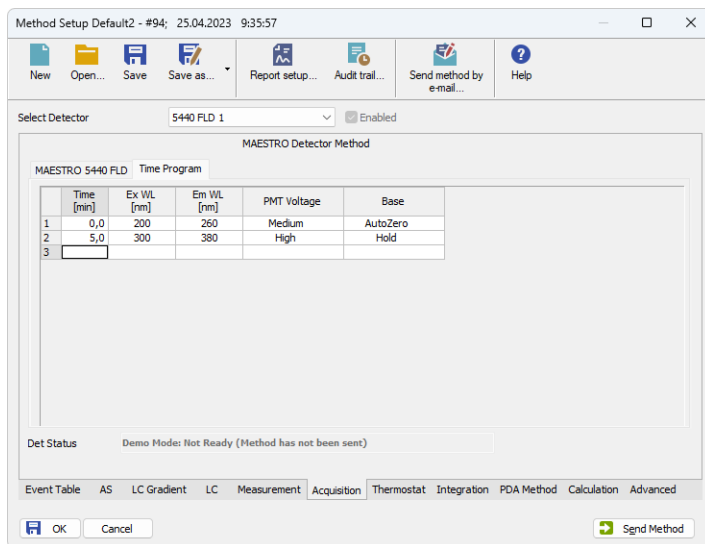 Method Setup Default2 - #94; 25.04.2023 9:35:57
New Open... Save Save as... Report setup... Audit trail... Send method by e-mail... Help
Select Detector 5440 FLD 1 Enabled
MAESTRO Detector Method
MAESTRO 5440 FLD Time Program
Time [min] Ex WL [nm] Em WL [nm] PMT Voltage Base
1 0,0 200 260 Medium AutoZero
2 5,0 300 380 High Hold
3
Det Status Demo Mode: Not Ready (Method has not been sent)
Event Table AS LC Gradient LC Measurement Acquisition Thermostat Integration PDA Method Calculation Advanced
OK Cancel Send Method